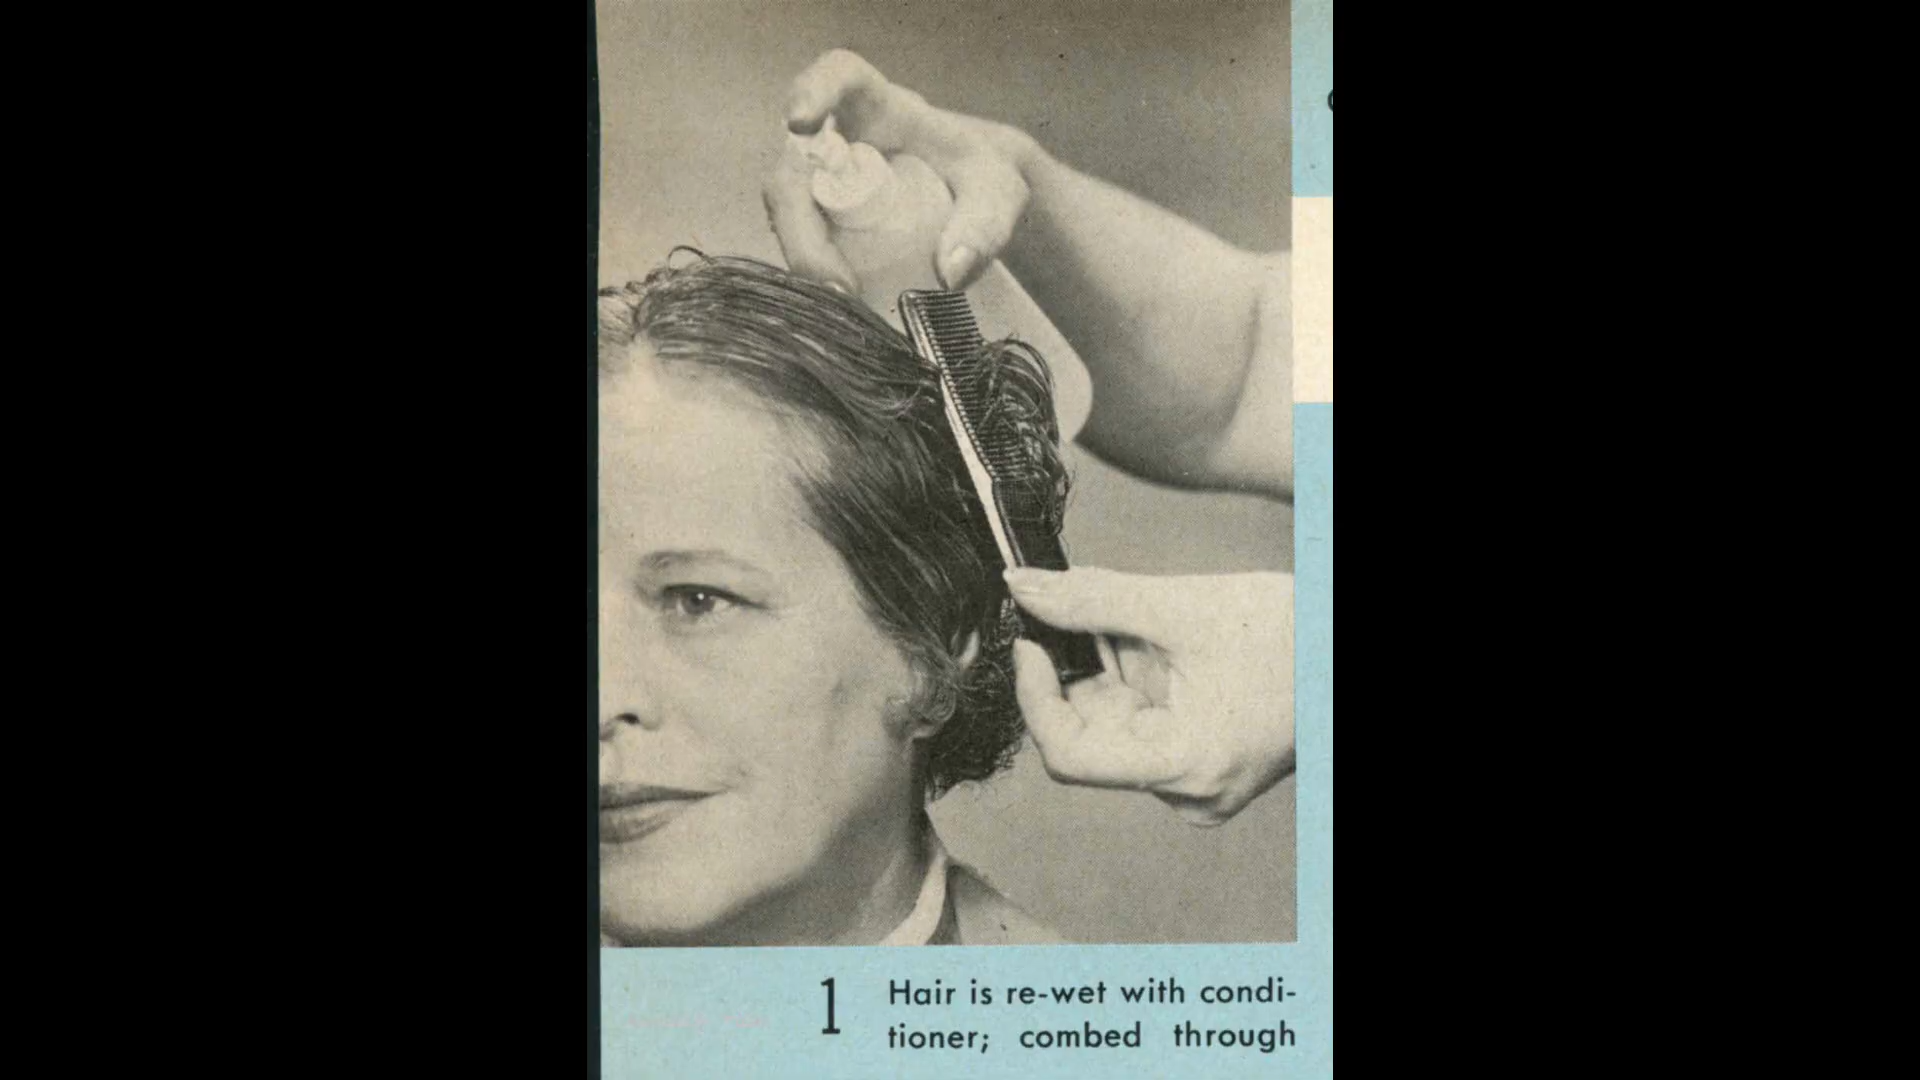 1 Hair is re-wet with condi-
tioner; combed through